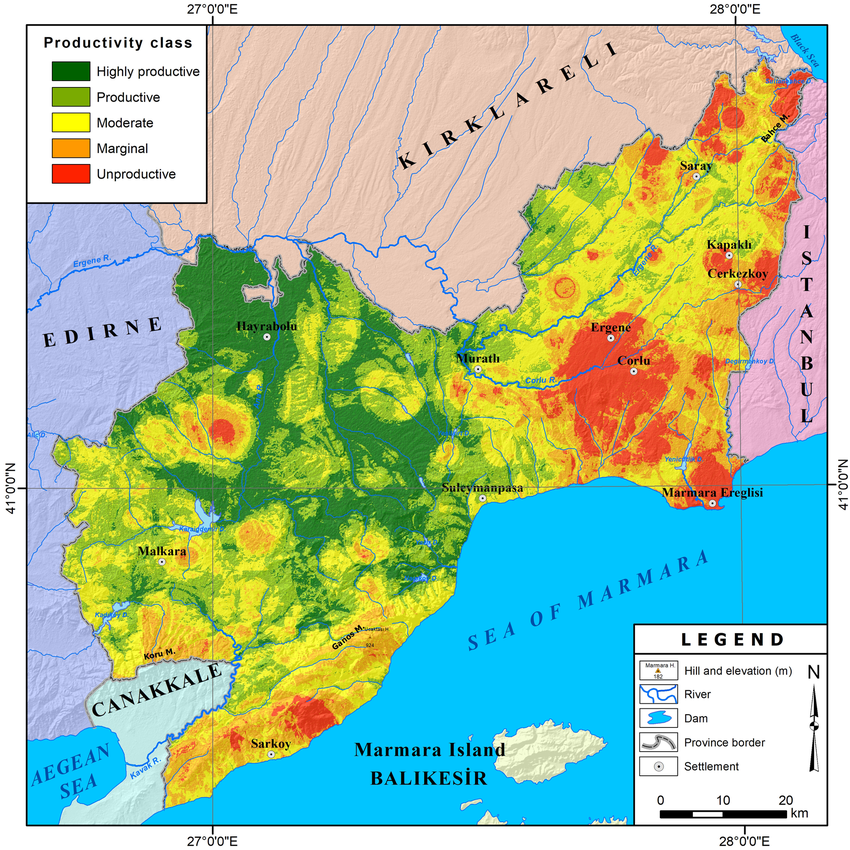 27°0'0"E
28°0'0"E
Productivity class
Highly productive
Productive
Moderate
Marginal
Unproductive
KIRKLARELI
Black Sea
Bahce M.
Saray
ISTANBUL
Ergene R.
Kapaklı
Cerkezkoy
Ergene R.
EDIRNE
Hayrabolu
Ergene
Muratlı
Corlu
Corlu R.
41°0'0"N
41°0'0"N
Suleymanpasa
Marmara Ereglisi
Malkara
SEA OF MARMARA
Koru M.
Ganos M.
924
CANAKKALE
Sarkoy
AEGEAN
SEA
Kavak R.
Marmara Island
BALIKESİR
LEGEND
Marmara H.
182
Hill and elevation (m)
River
Dam
Province border
Settlement
N
0 10 20
km
27°0'0"E
28°0'0"E